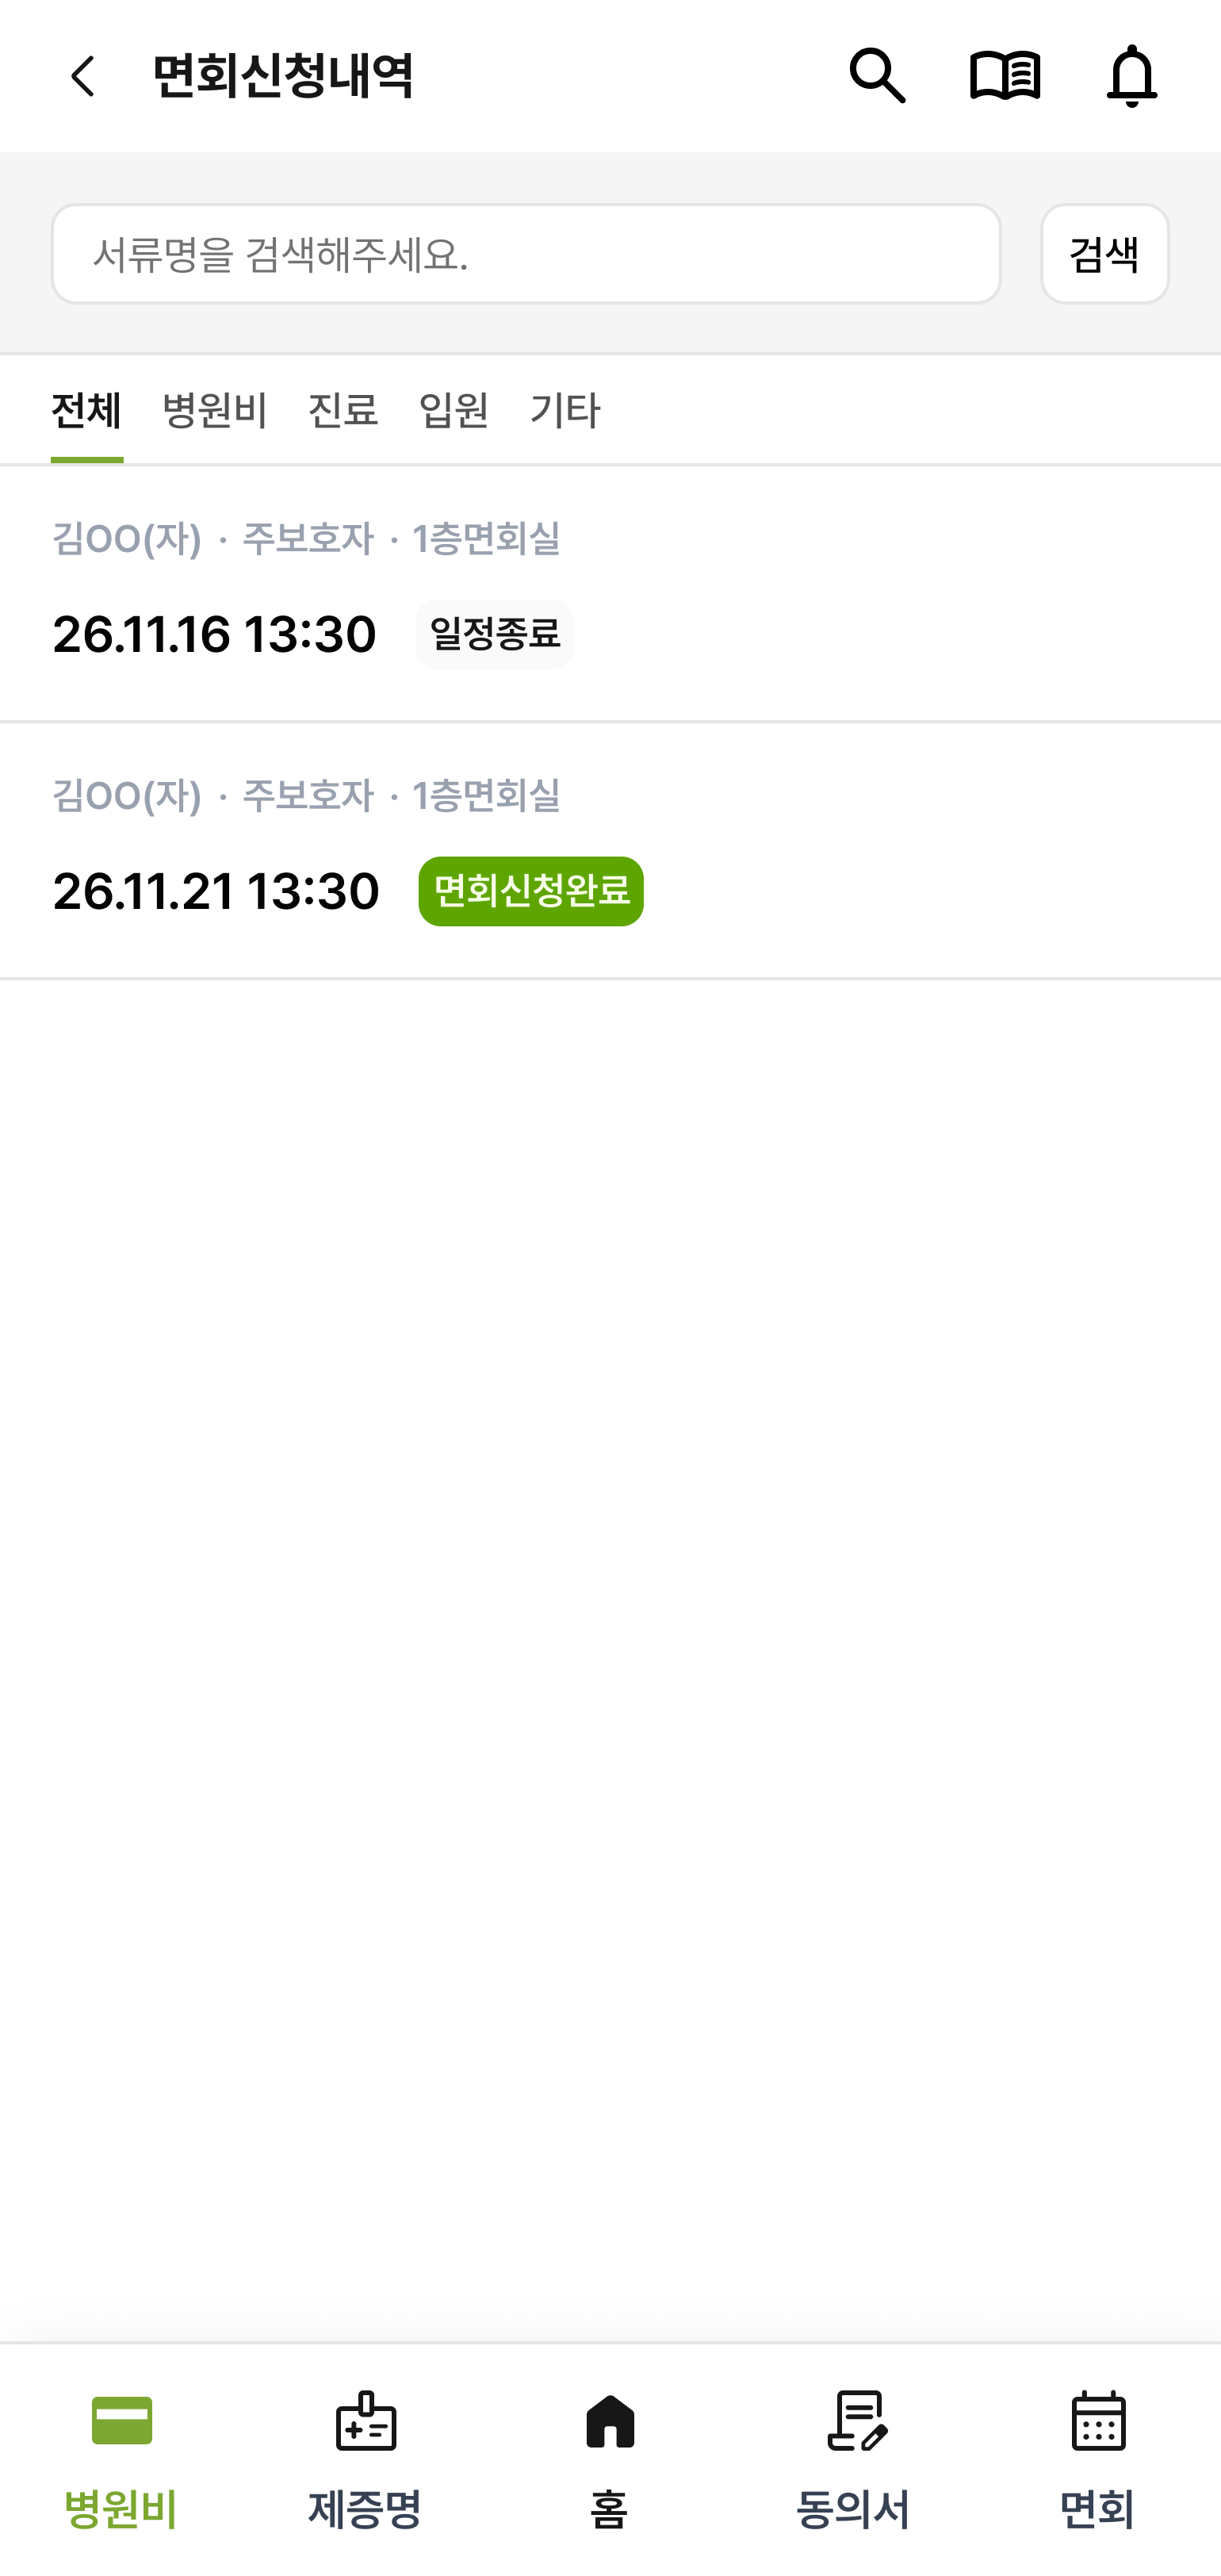 면회신청내역
서류명을 검색해주세요. 검색
전체 병원비 진료 입원 기타
김OO(자) · 주보호자 · 1층면회실
26.11.16 13:30 일정종료
김OO(자) · 주보호자 · 1층면회실
26.11.21 13:30 면회신청완료
병원비 제증명 홈 동의서 면회